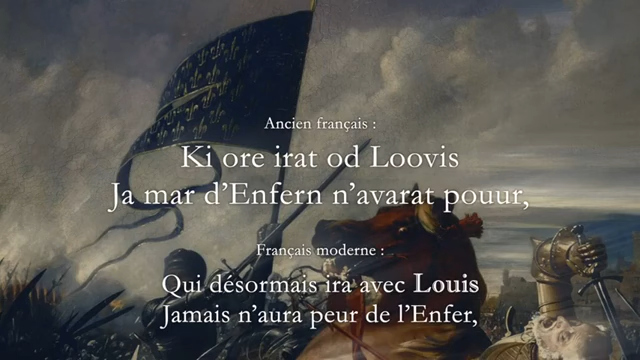 Ancien français :
Ki ore irat od Loovis
Ja mar d’Enfern n’avarat pouur,
Français moderne :
Qui désormais ira avec Louis
Jamais n’aura peur de l’Enfer,